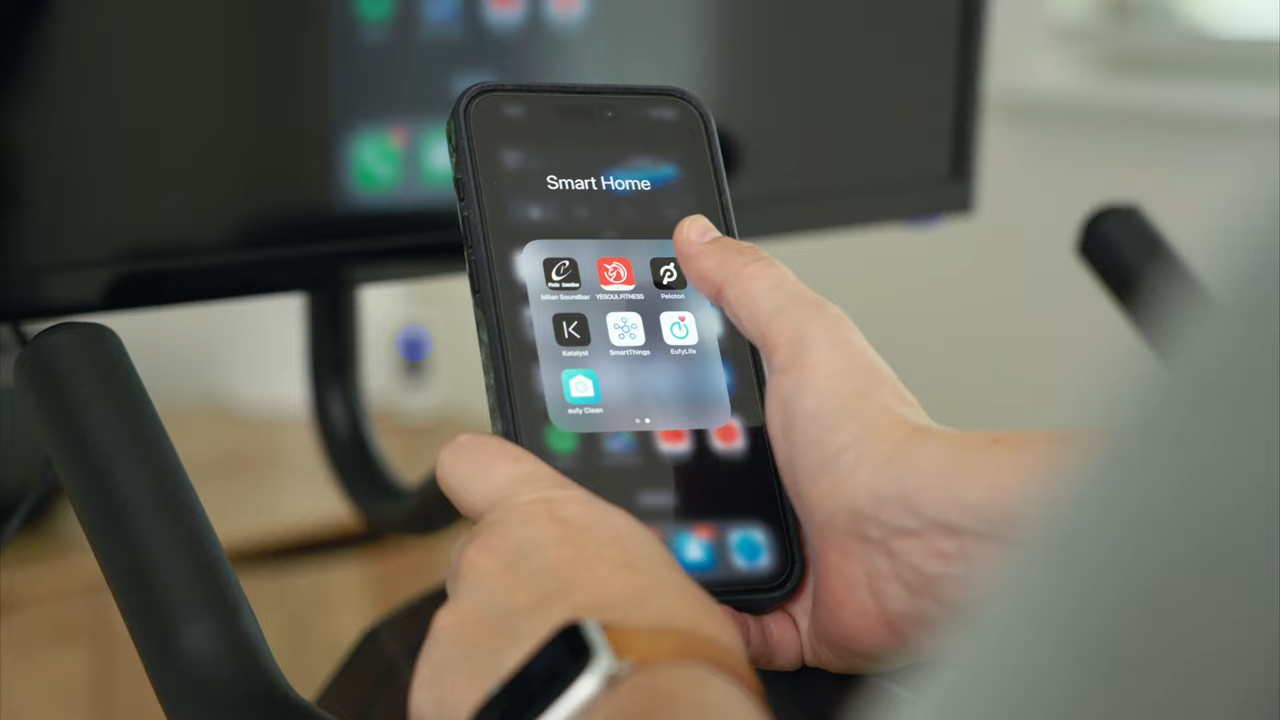 Smart Home
Milan Soundbar YESOULFITNESS Peloton
Katalyst SmartThings EufyLife
eufy Clean